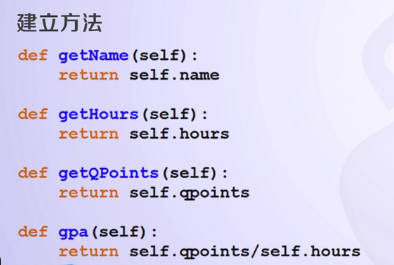 建立方法
def getName(self):
    return self.name
def getHours(self):
    return self.hours
def getQPoints(self):
    return self.qpoints
def gpa(self):
    return self.qpoints/self.hours